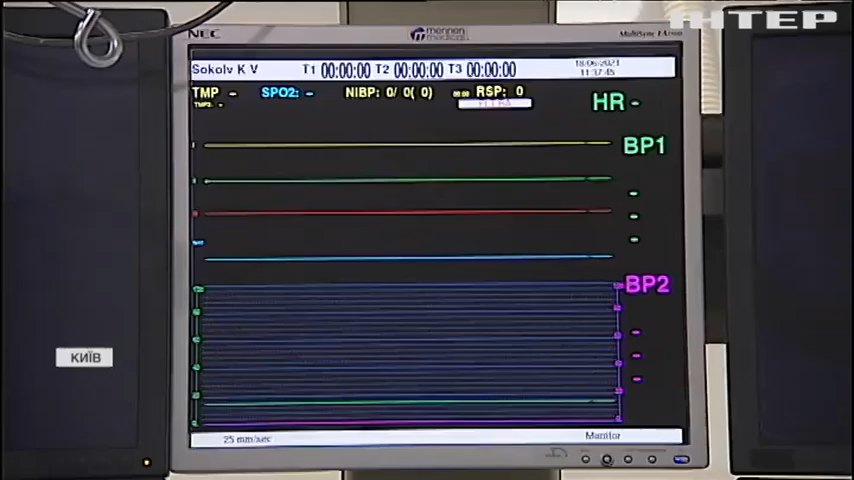 ІНТЕР
NEC
mennen medical
MultiSync
Sokolv K V
T1 00:00:00 T2 00:00:00 T3 00:00:00
18/06/2021
11:37:45
TMP -
SPO2: -
NIBP: 0/ 0( 0)
RSP: 0
TMP2: -
HR -
BP1
BP2
КИЇВ
25 mm/sec
Monitor